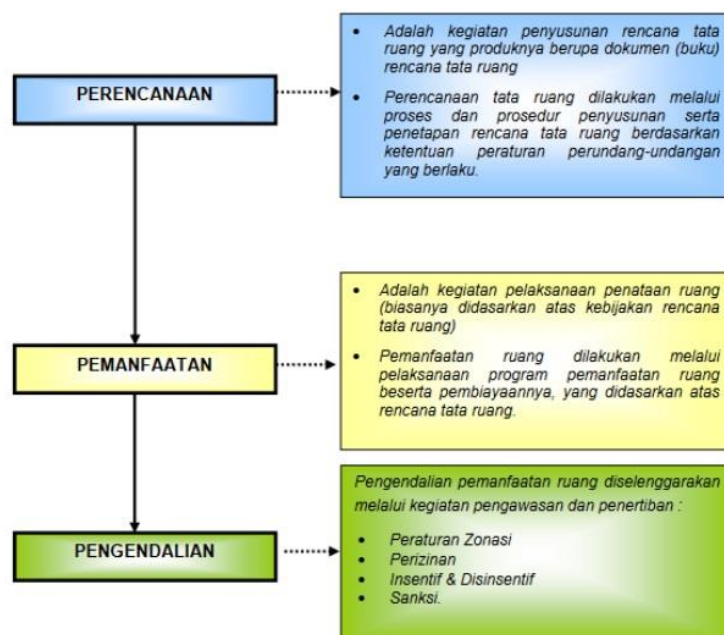 PERENCANAAN
• Adalah kegiatan penyusunan rencana tata
ruang yang produknya berupa dokumen (buku)
rencana tata ruang
• Perencanaan tata ruang dilakukan melalui
proses dan prosedur penyusunan serta
penetapan rencana tata ruang berdasarkan
ketentuan peraturan perundang-undangan
yang berlaku.
PEMANFAATAN
• Adalah kegiatan pelaksanaan penataan ruang
(biasanya didasarkan atas kebijakan rencana
tata ruang)
• Pemanfaatan ruang dilakukan melalui
pelaksanaan program pemanfaatan ruang
beserta pembiayaannya, yang didasarkan atas
rencana tata ruang.
PENGENDALIAN
Pengendalian pemanfaatan ruang diselenggarakan
melalui kegiatan pengawasan dan penertiban :
• Peraturan Zonasi
• Perizinan
• Insentif & Disinsentif
• Sanksi.